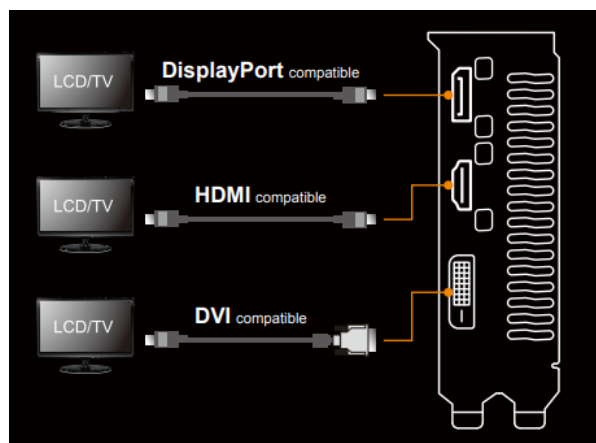 LCD/TV
DisplayPort compatible
LCD/TV
HDMI compatible
LCD/TV
DVI compatible